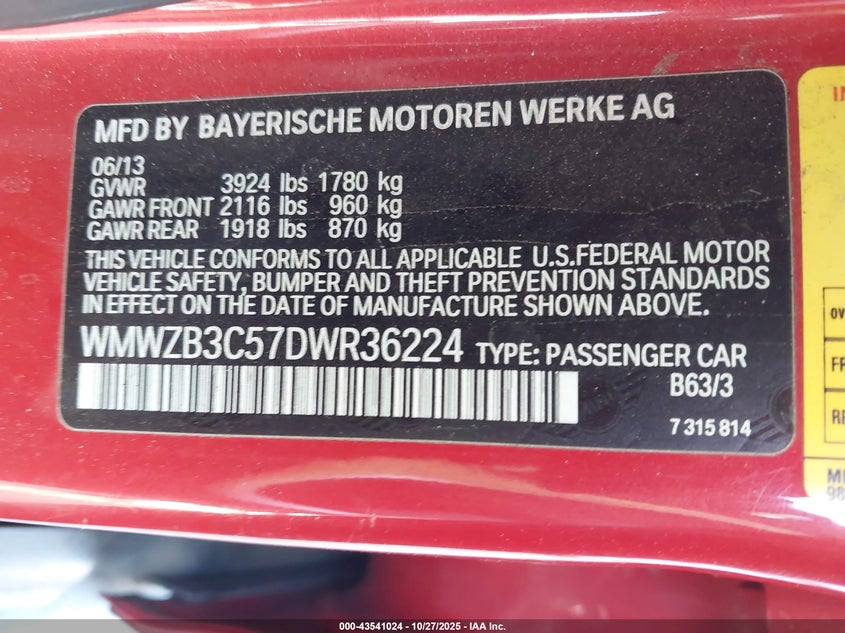 MFD BY BAYERISCHE MOTOREN WERKE AG
06/13
GVWR 3924 lbs 1780 kg
GAWR FRONT 2116 lbs 960 kg
GAWR REAR 1918 lbs 870 kg
THIS VEHICLE CONFORMS TO ALL APPLICABLE U.S.FEDERAL MOTOR
VEHICLE SAFETY, BUMPER AND THEFT PREVENTION STANDARDS
IN EFFECT ON THE DATE OF MANUFACTURE SHOWN ABOVE.
WMWZB3C57DWR36224 TYPE: PASSENGER CAR
B63/3
7 315 814
000-43541024 | 10/27/2025 - IAA Inc.